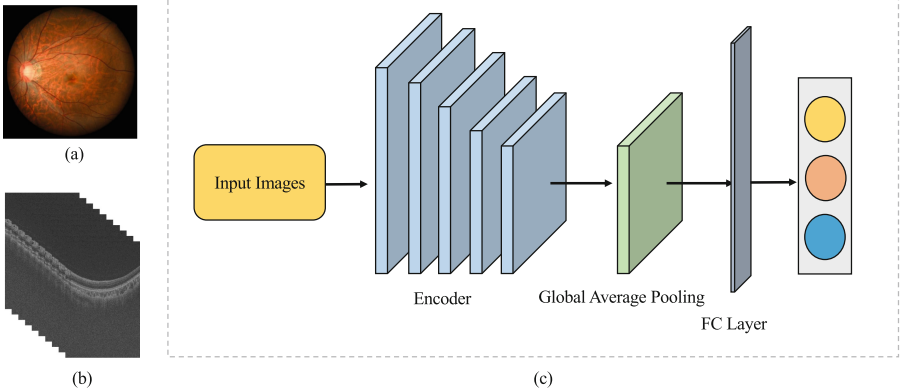 (a)
(b)
Input Images
Encoder
Global Average Pooling
FC Layer
(c)